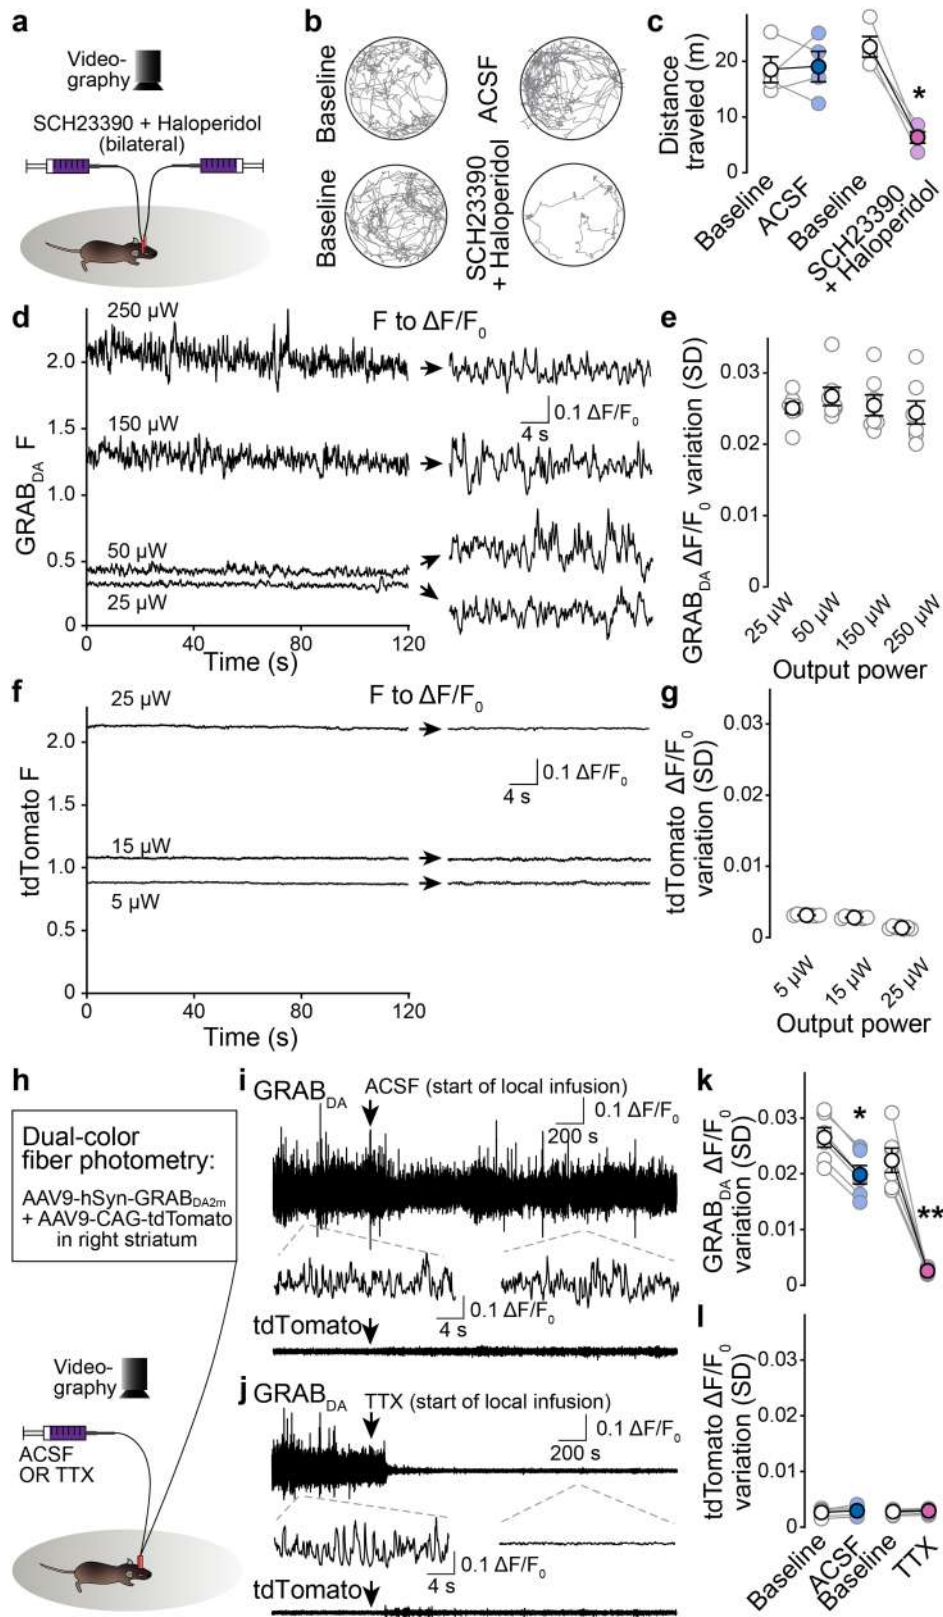 a
Video-
graphy
SCH23390 + Haloperidol
(bilateral)
b
Baseline
ACSF
Baseline
SCH23390
+ Haloperidol
c
Distance
traveled (m)
20
10
0
*
Baseline
ACSF
Baseline
SCH23390
+ Haloperidol
d
GRAB_DA F
2.0
1.5
1.0
0.5
0
250 µW
150 µW
50 µW
25 µW
F to ΔF/F₀
0.1 ΔF/F₀
4 s
0 40 80 120
Time (s)
e
GRAB_DA ΔF/F₀ variation (SD)
0.03
0.02
0.01
0
25 µW
50 µW
150 µW
250 µW
Output power
f
tdTomato F
2.0
1.5
1.0
0.5
0
25 µW
15 µW
5 µW
F to ΔF/F₀
0.1 ΔF/F₀
4 s
0 40 80 120
Time (s)
g
tdTomato ΔF/F₀
variation (SD)
0.03
0.02
0.01
0
5 µW
15 µW
25 µW
Output power
h
Dual-color
fiber photometry:
AAV9-hSyn-GRAB_DA2m
+ AAV9-CAG-tdTomato
in right striatum
Video-
graphy
ACSF
OR TTX
i
GRAB_DA
ACSF (start of local infusion)
0.1 ΔF/F₀
200 s
0.1 ΔF/F₀
4 s
tdTomato
j
GRAB_DA
TTX (start of local infusion)
0.1 ΔF/F₀
200 s
0.1 ΔF/F₀
4 s
tdTomato
k
GRAB_DA ΔF/F₀
variation (SD)
0.03
0.02
0.01
0
*
**
l
tdTomato ΔF/F₀
variation (SD)
0.03
0.02
0.01
0
Baseline
ACSF
Baseline
TTX